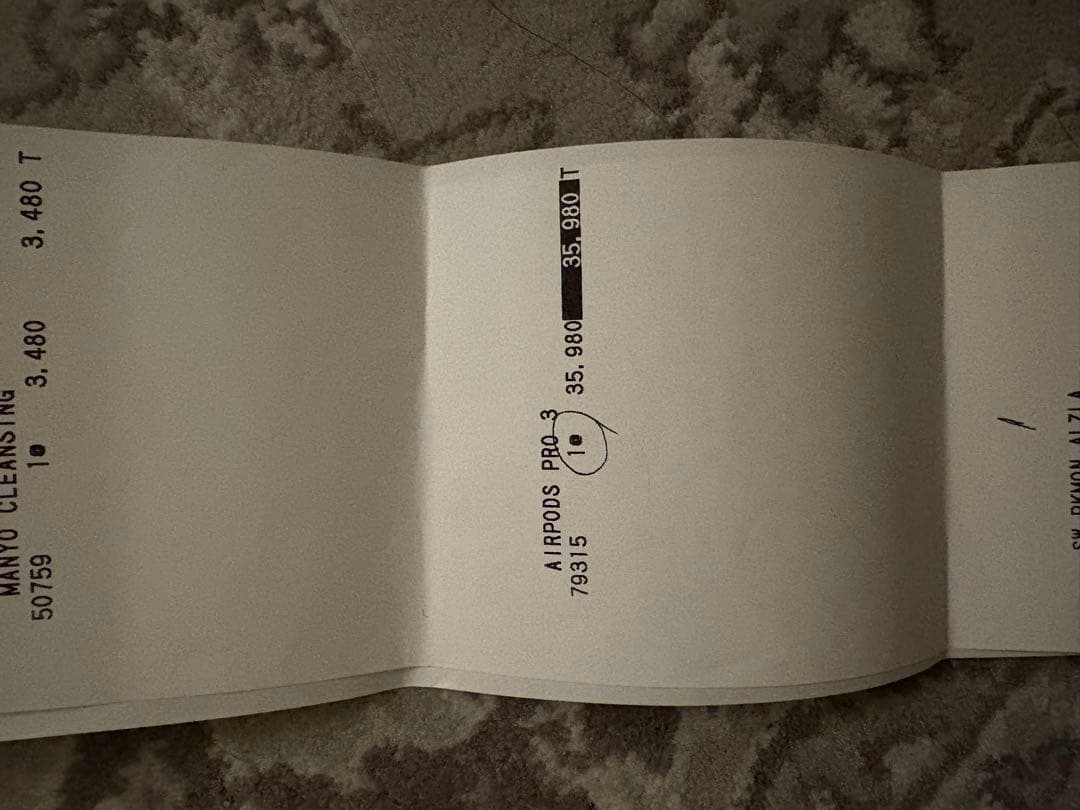 MANYO CLEANSING
50759 1@ 3,480 3,480 T
AIRPODS PRO 3
79315 1@ 35,980 35,980 T